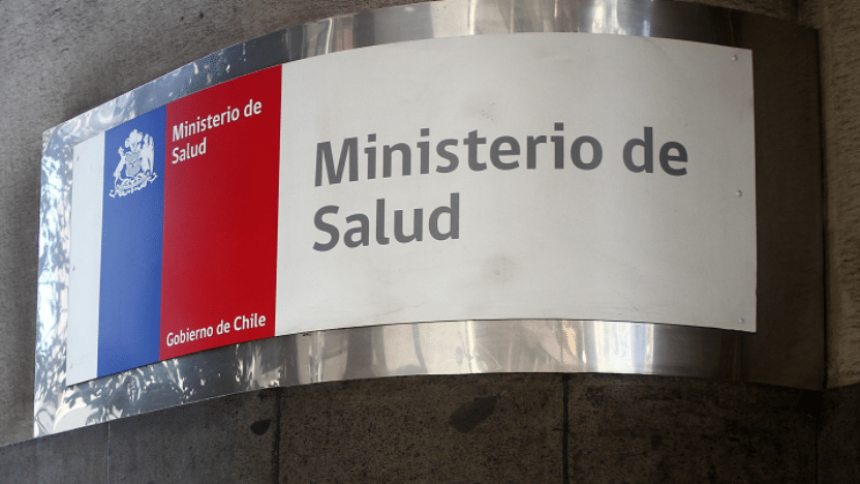 Ministerio de
Salud
Gobierno de Chile
Ministerio de
Salud